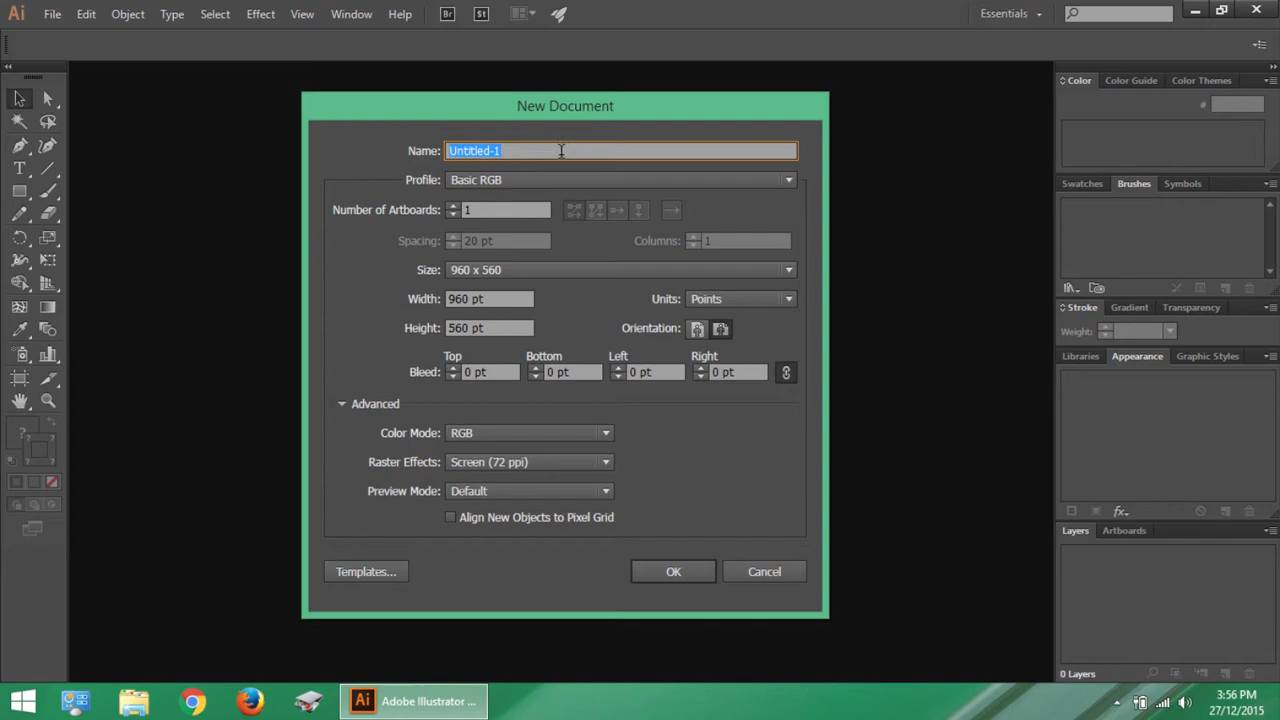 Ai File Edit Object Type Select Effect View Window Help Br St Essentials
Color Color Guide Color Themes
#
New Document
Name: Untitled-1
Profile: Basic RGB
Swatches Brushes Symbols
Number of Artboards: 1
Spacing: 20 pt Columns: 1
Size: 960 x 560
Width: 960 pt Units: Points
Stroke Gradient Transparency
Height: 560 pt Orientation:
Weight:
Top Bottom Left Right
Libraries Appearance Graphic Styles
Bleed: 0 pt 0 pt 0 pt 0 pt
Advanced
Color Mode: RGB
?
Raster Effects: Screen (72 ppi)
Preview Mode: Default
fx
Align New Objects to Pixel Grid
Layers Artboards
Templates... OK Cancel
0 Layers
Ai Adobe Illustrator ...
3:56 PM
27/12/2015